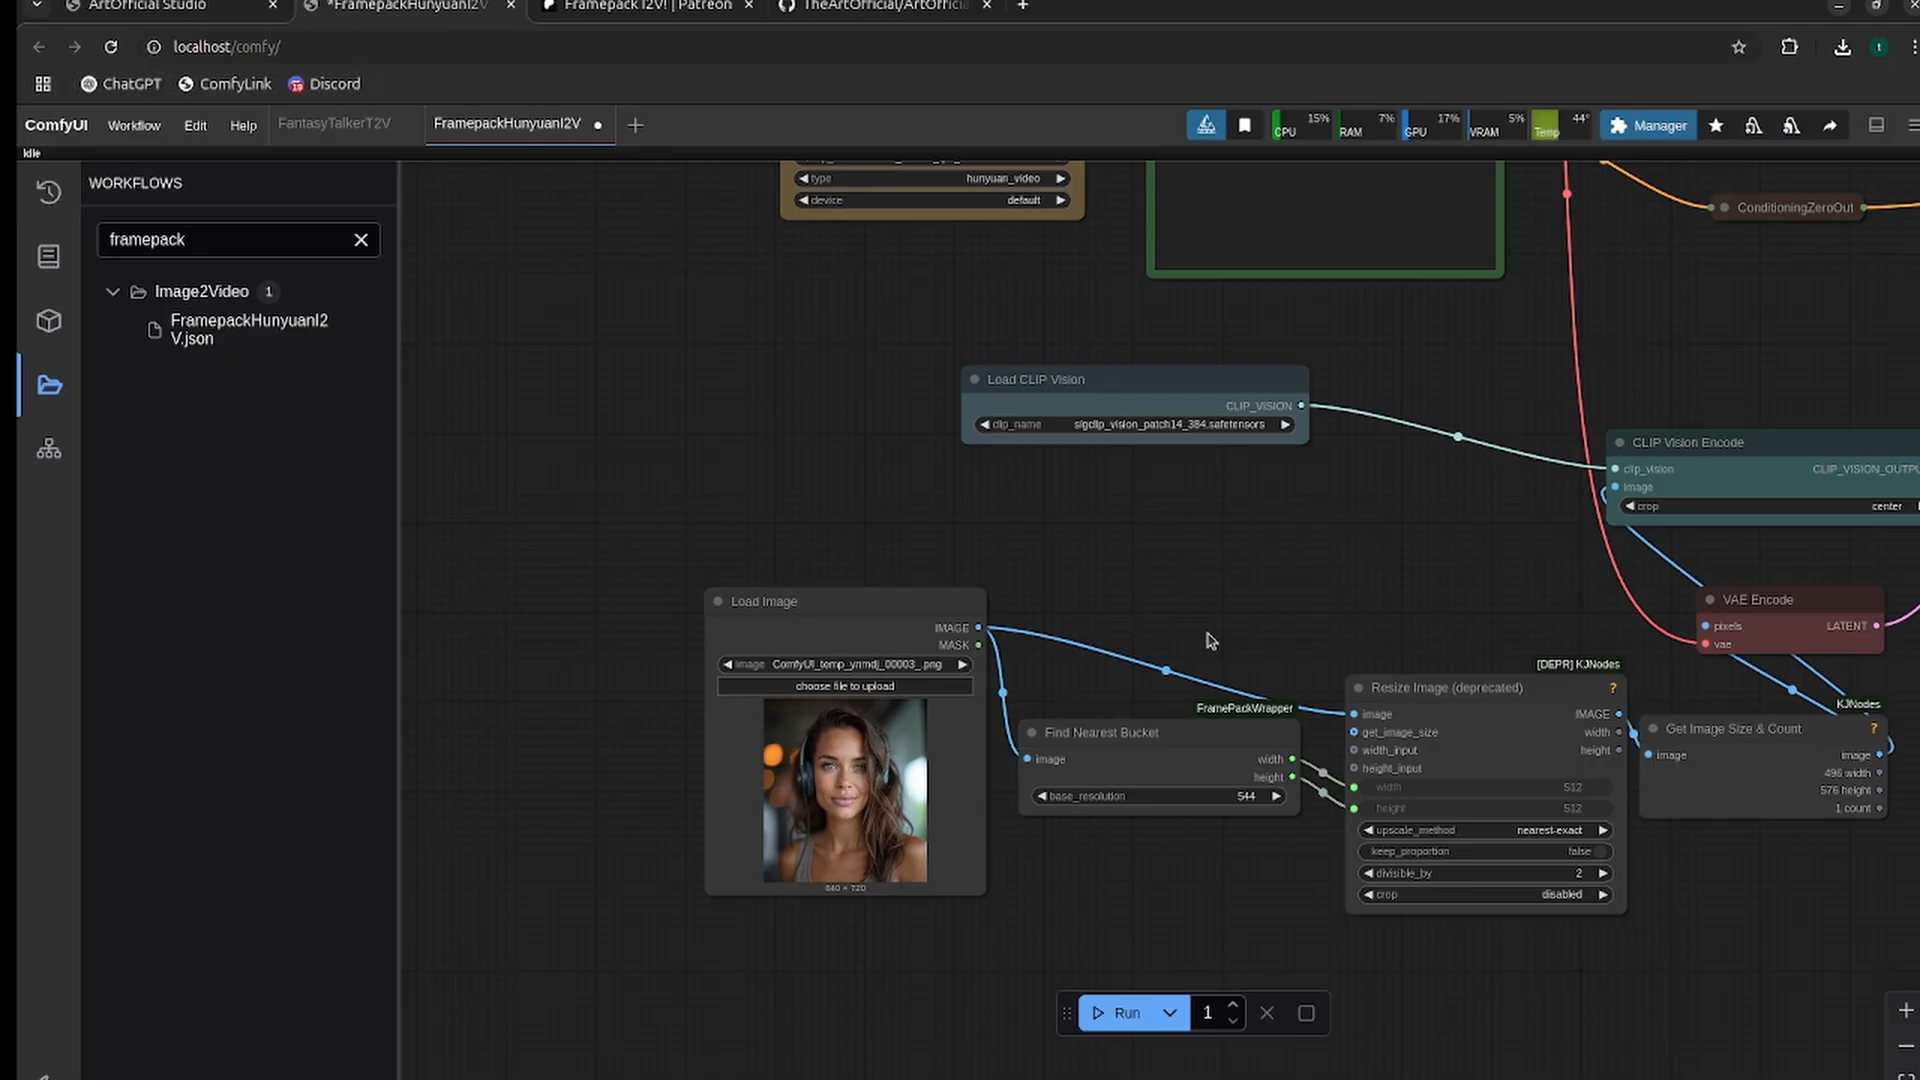 ArtOfficial Studio
*FramepackHunyuanI2V
Framepack I2V! | Patreon
TheArtOfficial/ArtOfficia
localhost/comfy/
ChatGPT
ComfyLink
Discord
ComfyUI
Workflow
Edit
Help
FantasyTalkerT2V
FramepackHunyuanI2V
CPU 15%
RAM 7%
GPU 17%
VRAM 5%
Temp 44°
Manager
Idle
WORKFLOWS
framepack
Image2Video 1
FramepackHunyuanI2
V.json
type hunyuan_video
device default
ConditioningZeroOut
Load CLIP Vision
CLIP_VISION
clip_name sigclip_vision_patch14_384.safetensors
CLIP Vision Encode
clip_vision CLIP_VISION_OUTPU
image
crop center
Load Image
IMAGE
MASK
image ComfyUI_temp_ynmdj_00003_.png
choose file to upload
640 × 720
FramePackWrapper
Find Nearest Bucket
image width
height
base_resolution 544
[DEPR] KJNodes
Resize Image (deprecated) ?
image IMAGE
get_image_size width
width_input height
height_input
width 512
height 512
upscale_method nearest-exact
keep_proportion false
divisible_by 2
crop disabled
VAE Encode
pixels LATENT
vae
KJNodes
Get Image Size & Count ?
image image
496 width
576 height
1 count
Run 1